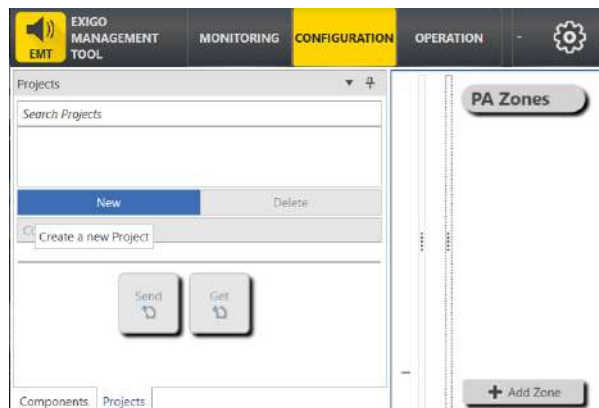 EXIGO
MANAGEMENT
TOOL
EMT
MONITORING
CONFIGURATION
OPERATION
-
Projects
Search Projects
New
Delete
Create a new Project
Send
Get
Components
Projects
PA Zones
+ Add Zone